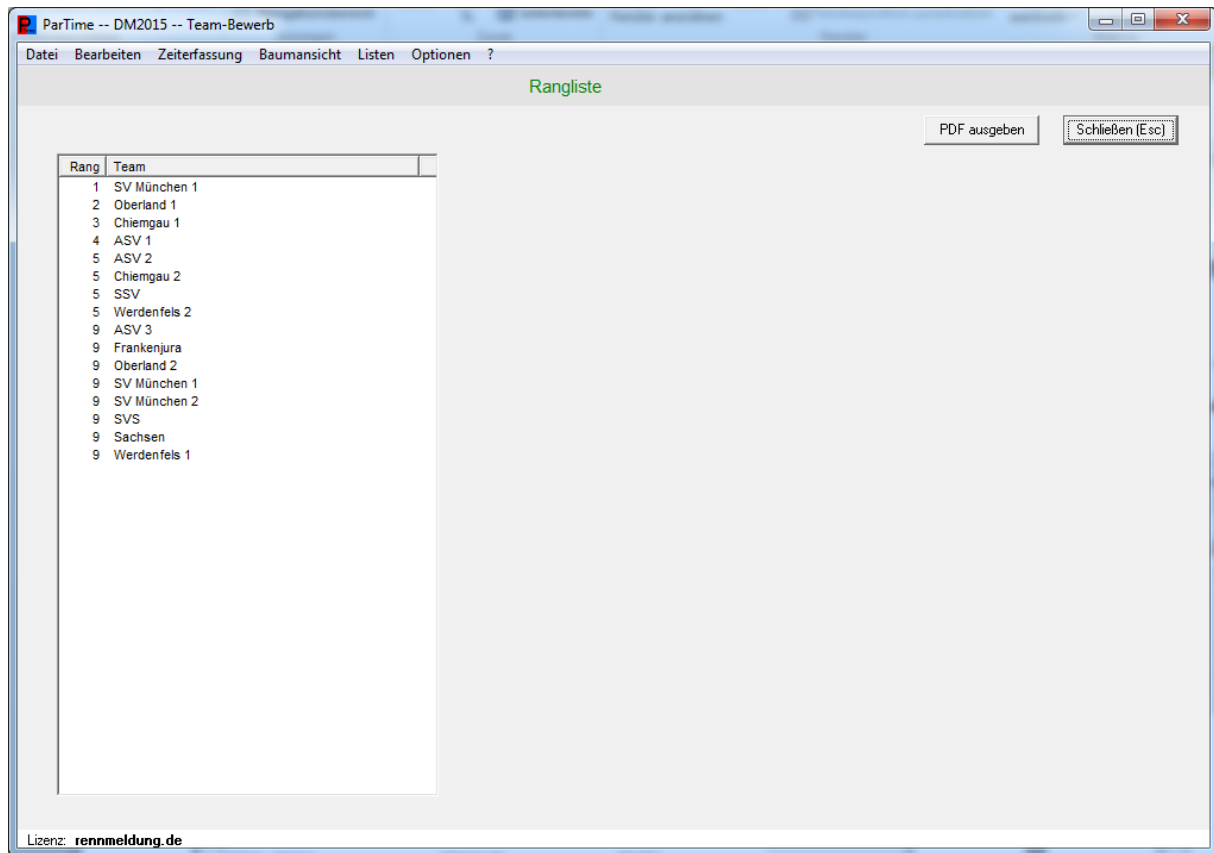 ParTime -- DM2015 -- Team-Bewerb
Datei Bearbeiten Zeiterfassung Baumansicht Listen Optionen ?
Rangliste
PDF ausgeben Schließen (Esc)
Rang Team
1 SV München 1
2 Oberland 1
3 Chiemgau 1
4 ASV 1
5 ASV 2
5 Chiemgau 2
5 SSV
5 Werdenfels 2
9 ASV 3
9 Frankenjura
9 Oberland 2
9 SV München 1
9 SV München 2
9 SVS
9 Sachsen
9 Werdenfels 1
Lizenz: rennmeldung.de